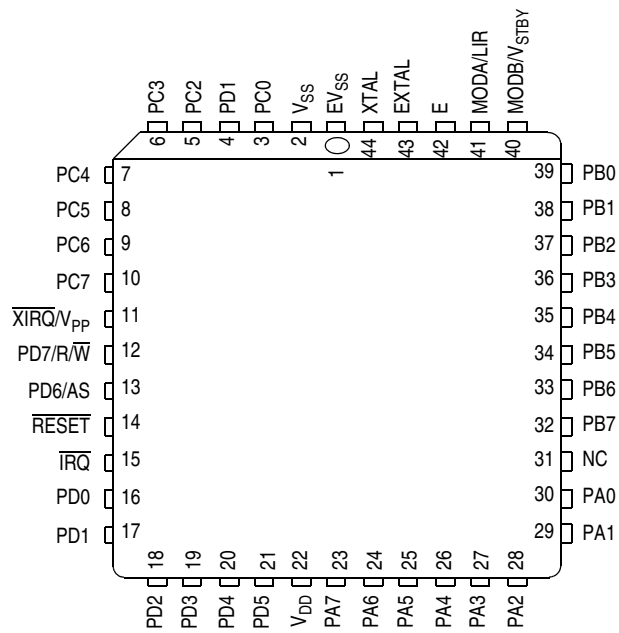 PC3
PC2
PD1
PC0
VSS
EVSS
XTAL
EXTAL
E
MODA/LIR
MODB/VSTBY
6
5
4
3
2
1
44
43
42
41
40
PC4 7
PC5 8
PC6 9
PC7 10
XIRQ/VPP 11
PD7/R/W 12
PD6/AS 13
RESET 14
IRQ 15
PD0 16
PD1 17
39 PB0
38 PB1
37 PB2
36 PB3
35 PB4
34 PB5
33 PB6
32 PB7
31 NC
30 PA0
29 PA1
18
19
20
21
22
23
24
25
26
27
28
PD2
PD3
PD4
PD5
VDD
PA7
PA6
PA5
PA4
PA3
PA2